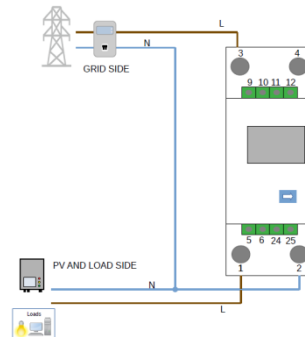 L
N
GRID SIDE
3 4
9 10 11 12
5 6 24 25
1 2
PV AND LOAD SIDE
N
L
Loads